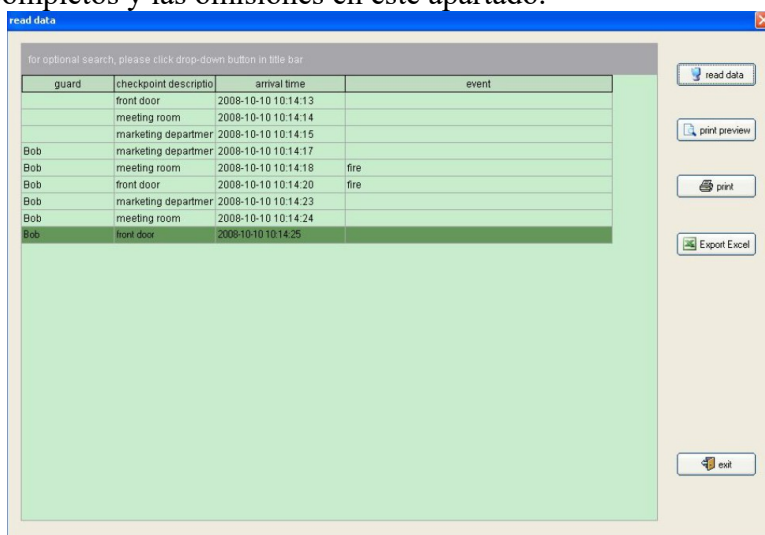 ompletos y las omisiones en este apartado.
read data
for optional search, please click drop-down button in title bar
guard checkpoint descriptio arrival time event
front door 2008-10-10 10:14:13
meeting room 2008-10-10 10:14:14
marketing departmer 2008-10-10 10:14:15
Bob marketing departmer 2008-10-10 10:14:17
Bob meeting room 2008-10-10 10:14:18 fire
Bob front door 2008-10-10 10:14:20 fire
Bob marketing departmer 2008-10-10 10:14:23
Bob meeting room 2008-10-10 10:14:24
Bob front door 2008-10-10 10:14:25
read data
print preview
print
Export Excel
exit